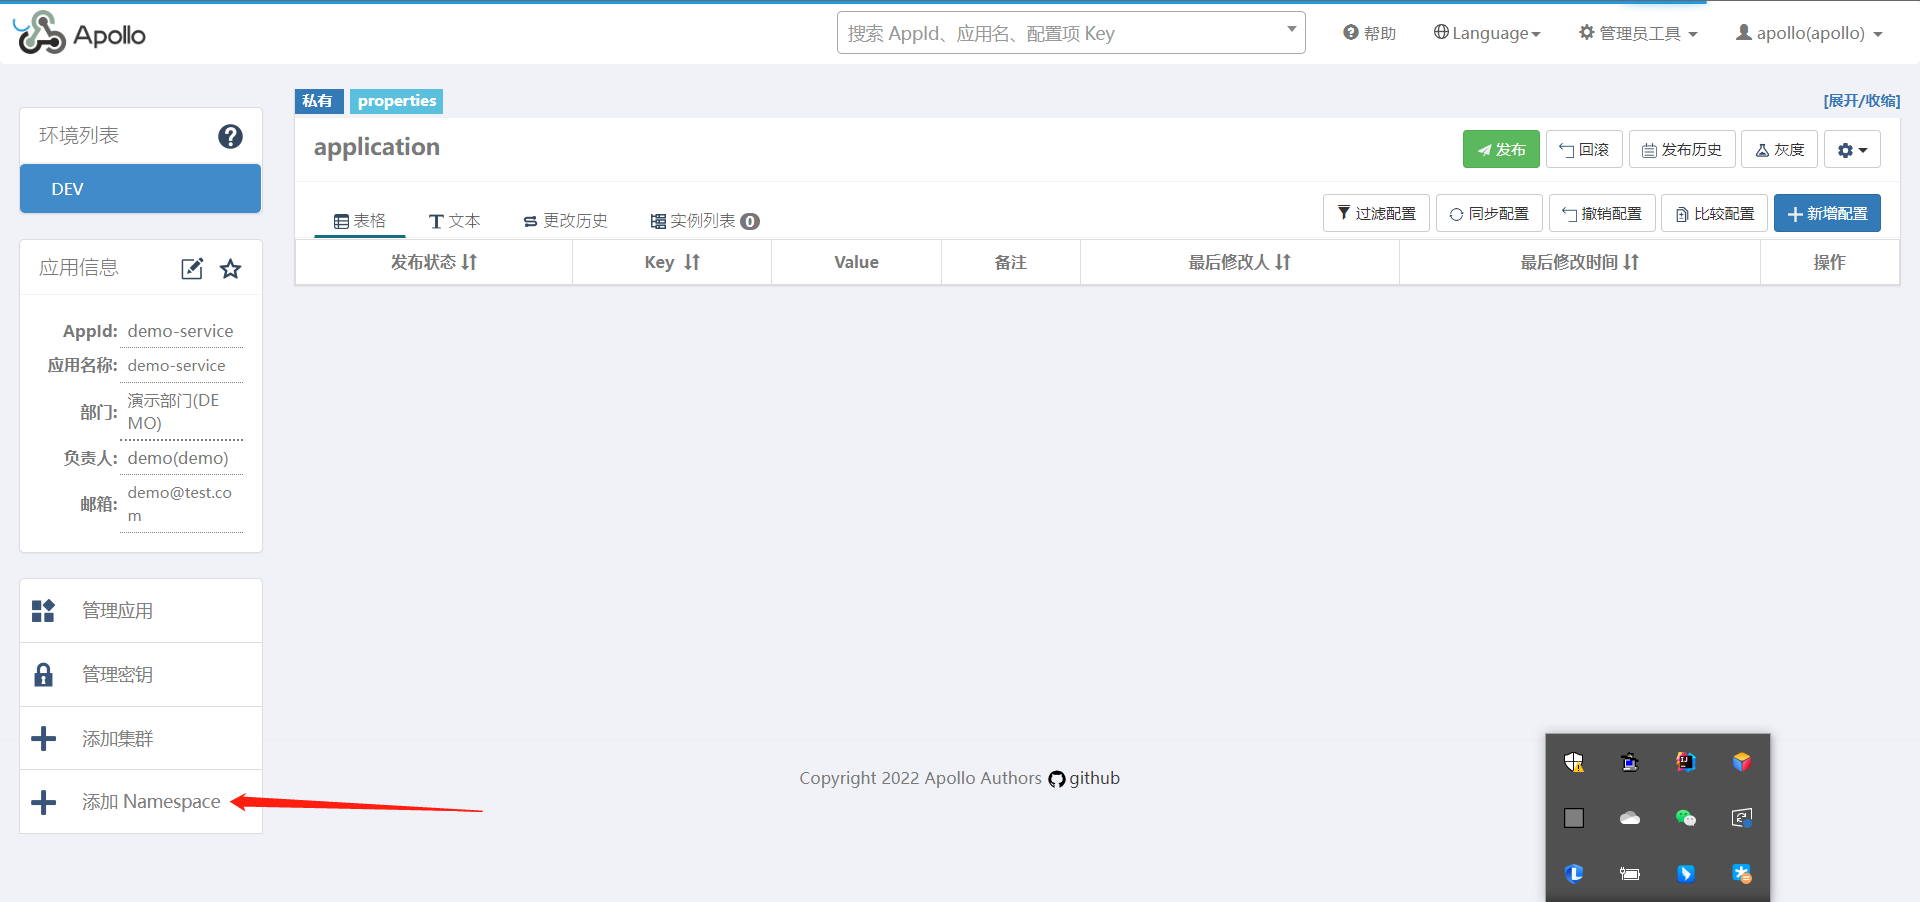 Apollo
搜索 AppId、应用名、配置项 Key
帮助
Language
管理员工具
apollo(apollo)
私有
properties
[展开/收缩]
环境列表
DEV
application
发布
回滚
发布历史
灰度
表格
文本
更改历史
实例列表 0
过滤配置
同步配置
撤销配置
比较配置
新增配置
发布状态
Key
Value
备注
最后修改人
最后修改时间
操作
应用信息
AppId: demo-service
应用名称: demo-service
部门: 演示部门(DE
MO)
负责人: demo(demo)
邮箱: demo@test.co
m
管理应用
管理密钥
添加集群
添加 Namespace
Copyright 2022 Apollo Authors github